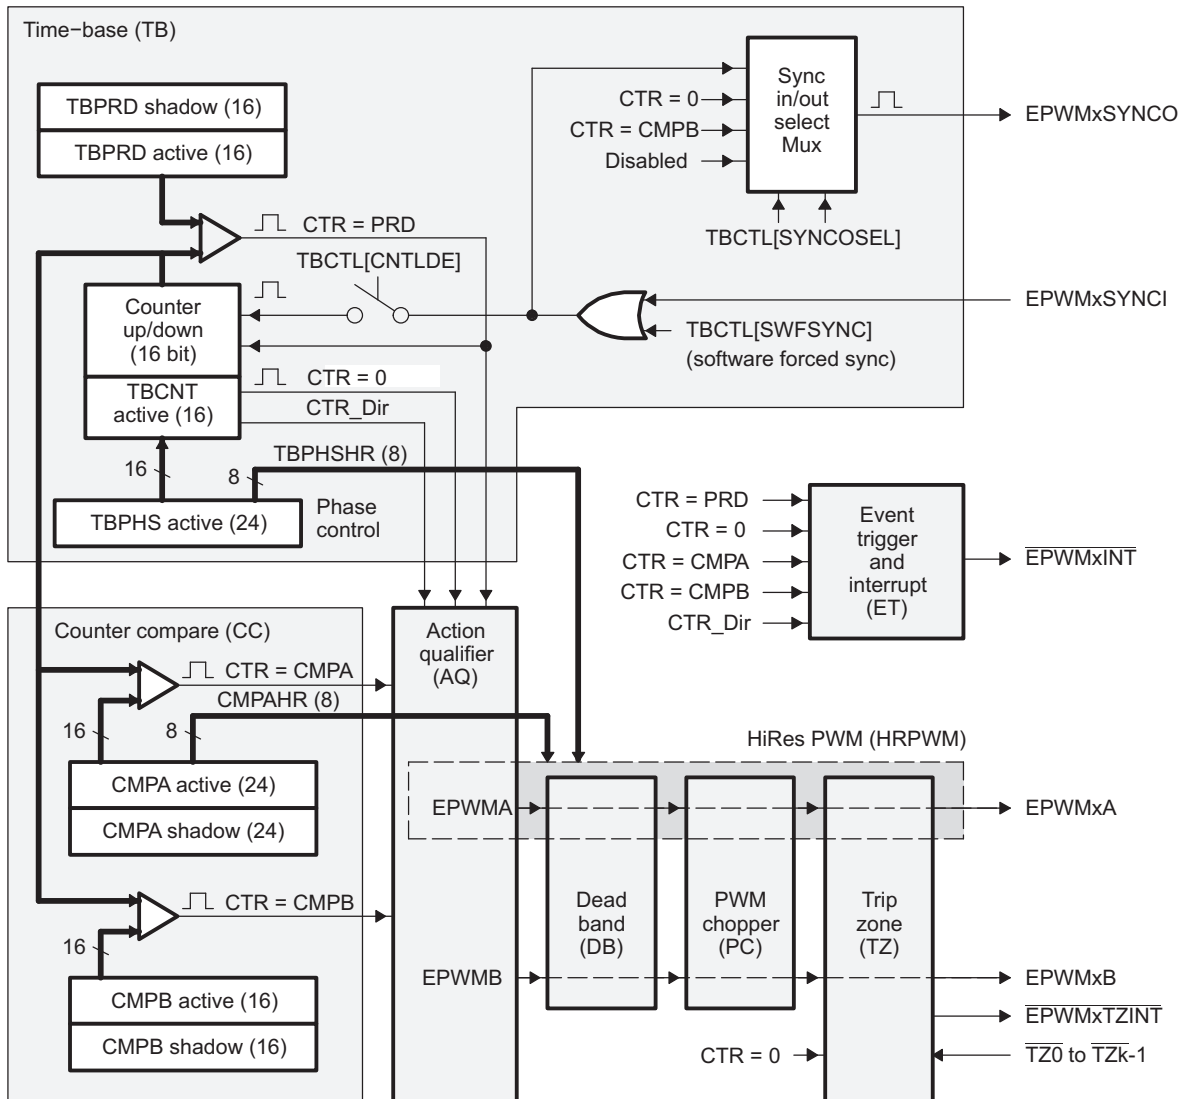 Time−base (TB)
TBPRD shadow (16)
TBPRD active (16)
CTR = PRD
TBCTL[CNTLDE]
Counter
up/down
(16 bit)
TBCNT
active (16)
CTR = 0
CTR_Dir
16
8
TBPHSHR (8)
TBPHS active (24)
Phase
control
CTR = 0
CTR = CMPB
Disabled
Sync
in/out
select
Mux
TBCTL[SYNCOSEL]
EPWMxSYNCO
EPWMxSYNCI
TBCTL[SWFSYNC]
(software forced sync)
CTR = PRD
CTR = 0
CTR = CMPA
CTR = CMPB
CTR_Dir
Event
trigger
and
interrupt
(ET)
EPWMxINT
Counter compare (CC)
CTR = CMPA
CMPAHR (8)
16
8
CMPA active (24)
CMPA shadow (24)
CTR = CMPB
16
CMPB active (16)
CMPB shadow (16)
Action
qualifier
(AQ)
HiRes PWM (HRPWM)
EPWMA
EPWMxA
Dead
band
(DB)
PWM
chopper
(PC)
Trip
zone
(TZ)
EPWMB
EPWMxB
EPWMxTZINT
CTR = 0
TZ0 to TZk-1